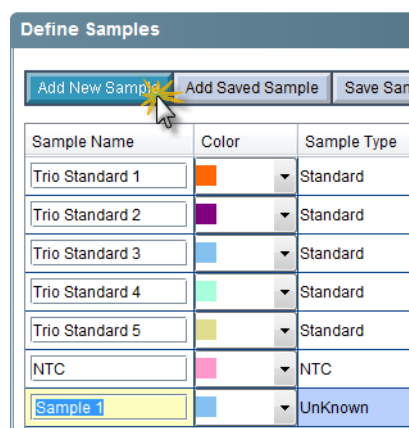 Define Samples
Add New Sample Add Saved Sample Save Sam
Sample Name Color Sample Type
Trio Standard 1 Standard
Trio Standard 2 Standard
Trio Standard 3 Standard
Trio Standard 4 Standard
Trio Standard 5 Standard
NTC NTC
Sample 1 UnKnown